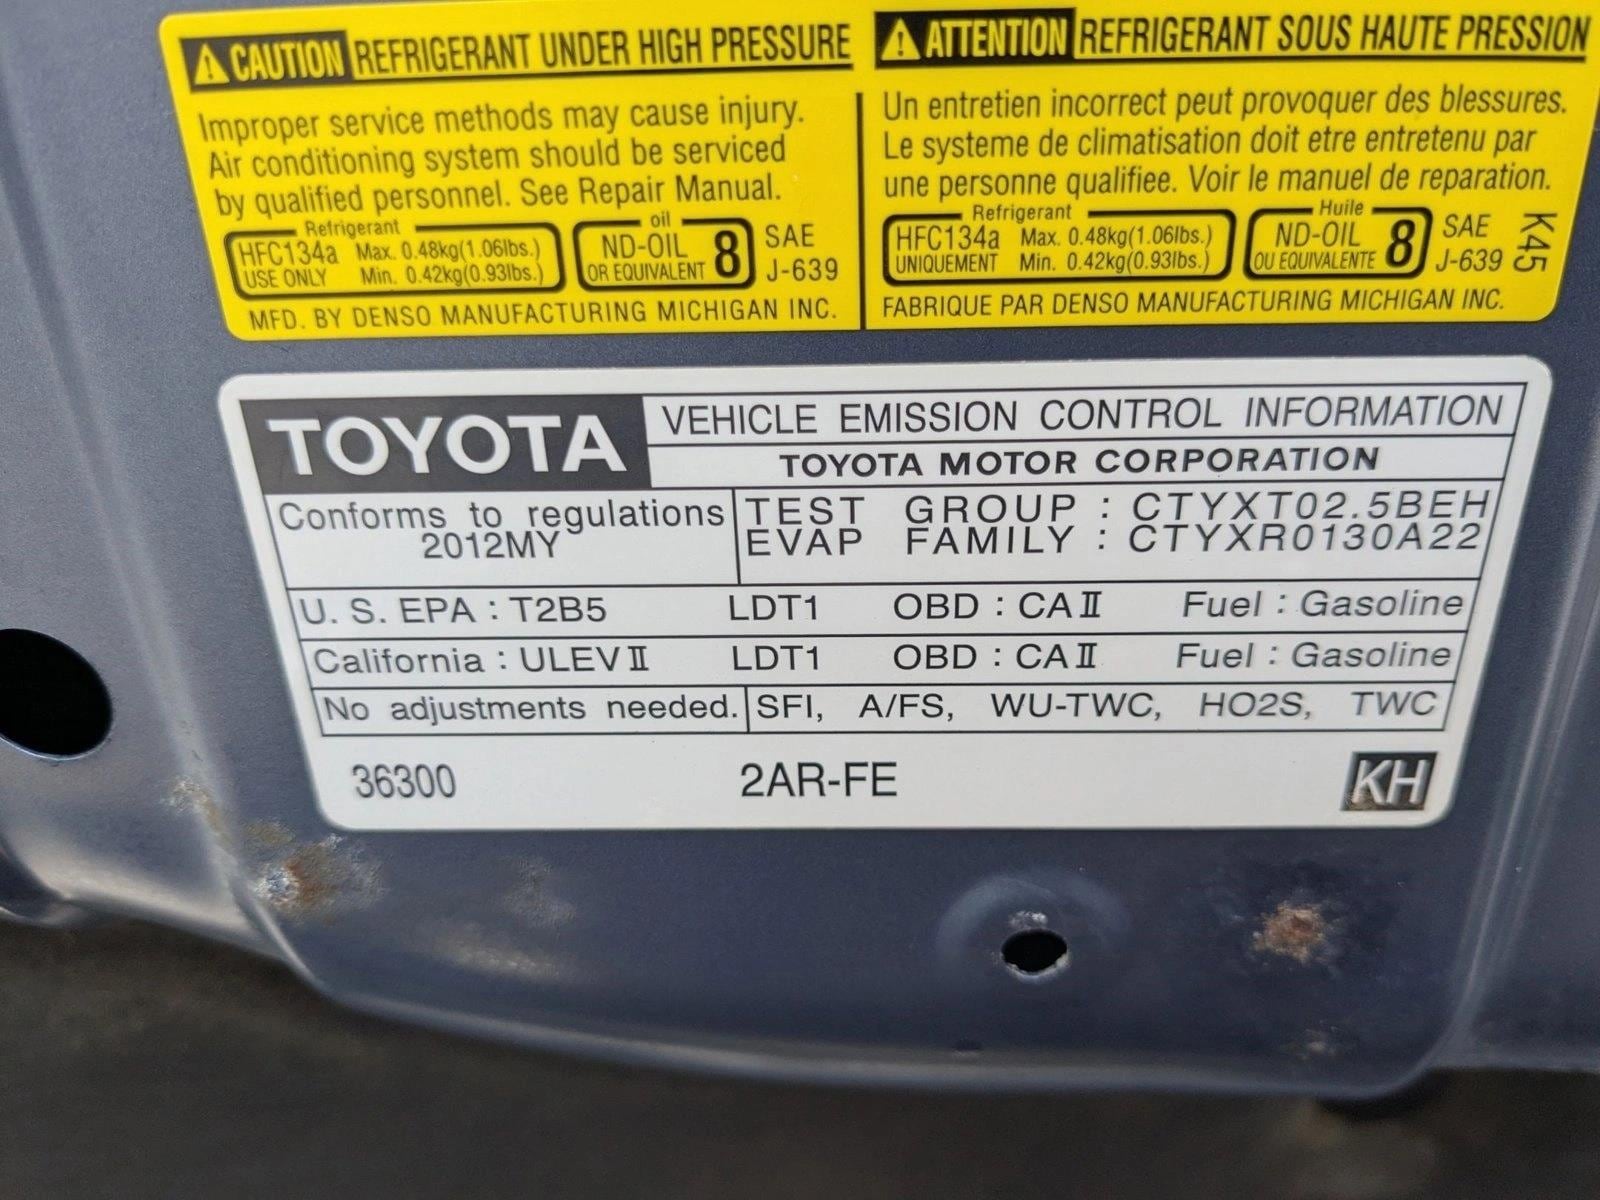 CAUTION REFRIGERANT UNDER HIGH PRESSURE
Improper service methods may cause injury.
Air conditioning system should be serviced
by qualified personnel. See Repair Manual.
Refrigerant
HFC134a Max. 0.48kg(1.06lbs.)
USE ONLY Min. 0.42kg(0.93lbs.)
oil
ND-OIL 8
OR EQUIVALENT
SAE
J-639
MFD. BY DENSO MANUFACTURING MICHIGAN INC.
ATTENTION REFRIGERANT SOUS HAUTE PRESSION
Un entretien incorrect peut provoquer des blessures.
Le systeme de climatisation doit etre entretenu par
une personne qualifiee. Voir le manuel de reparation.
Refrigerant
HFC134a Max. 0.48kg(1.06lbs.)
UNIQUEMENT Min. 0.42kg(0.93lbs.)
Huile
ND-OIL 8
OU EQUIVALENTE
SAE
J-639
K45
FABRIQUE PAR DENSO MANUFACTURING MICHIGAN INC.
TOYOTA
VEHICLE EMISSION CONTROL INFORMATION
TOYOTA MOTOR CORPORATION
Conforms to regulations
2012MY
TEST GROUP : CTYXT02.5BEH
EVAP FAMILY : CTYXR0130A22
U. S. EPA : T2B5 LDT1 OBD : CAⅡ Fuel : Gasoline
California : ULEVⅡ LDT1 OBD : CAⅡ Fuel : Gasoline
No adjustments needed. SFI, A/FS, WU-TWC, HO2S, TWC
36300 2AR-FE KH